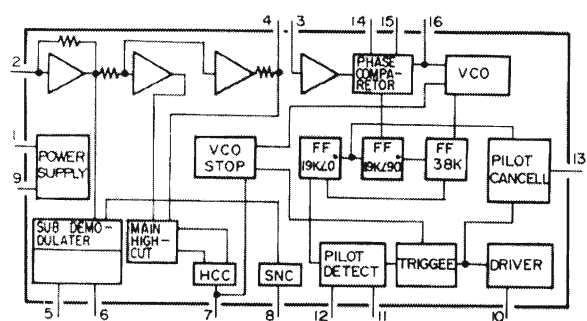 4 3 14 15 16
2
PHASE
COMPA-
RETOR
VCO
1
POWER
SUPPLY
9
VCO
STOP
FF
19K∠0
FF
19K∠90
FF
38K
PILOT
CANCELL
13
SUB DEMO-
DULATER
MAIN
HIGH-
CUT
HCC
SNC
PILOT
DETECT
TRIGGEE
DRIVER
5 6 7 8 12 11 10